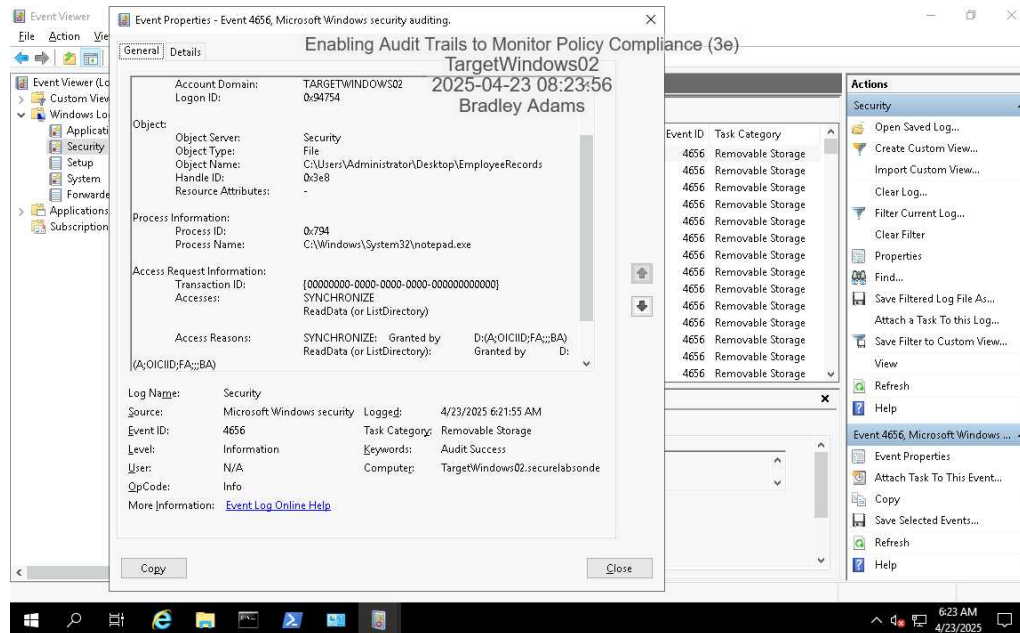 Event Viewer
File Action Vie
Event Viewer (Lo
Custom View
Windows Lo
Applicati
Security
Setup
System
Forwarde
Applications
Subscription
Event Properties - Event 4656, Microsoft Windows security auditing.
General Details
Enabling Audit Trails to Monitor Policy Compliance (3e)
TargetWindows02
2025-04-23 08:23:56
Bradley Adams
Account Domain: TARGETWINDOWS02
Logon ID: 0x94754
Object:
Object Server: Security
Object Type: File
Object Name: C:\Users\Administrator\Desktop\EmployeeRecords
Handle ID: 0x3e8
Resource Attributes: -
Process Information:
Process ID: 0x794
Process Name: C:\Windows\System32\notepad.exe
Access Request Information:
Transaction ID: {00000000-0000-0000-0000-000000000000}
Accesses: SYNCHRONIZE
ReadData (or ListDirectory)
Access Reasons: SYNCHRONIZE: Granted by D:(A;OICIID;FA;;;BA)
ReadData (or ListDirectory): Granted by D:
(A;OICIID;FA;;;BA)
Log Name: Security
Source: Microsoft Windows security Logged: 4/23/2025 6:21:55 AM
Event ID: 4656 Task Category: Removable Storage
Level: Information Keywords: Audit Success
User: N/A Computer: TargetWindows02.securelabsonde
OpCode: Info
More Information: Event Log Online Help
Copy Close
Event ID Task Category
4656 Removable Storage
4656 Removable Storage
4656 Removable Storage
4656 Removable Storage
4656 Removable Storage
4656 Removable Storage
4656 Removable Storage
4656 Removable Storage
4656 Removable Storage
4656 Removable Storage
4656 Removable Storage
4656 Removable Storage
4656 Removable Storage
4656 Removable Storage
Actions
Security
Open Saved Log...
Create Custom View...
Import Custom View...
Clear Log...
Filter Current Log...
Clear Filter
Properties
Find...
Save Filtered Log File As...
Attach a Task To this Log...
Save Filter to Custom View...
View
Refresh
Help
Event 4656, Microsoft Windows ...
Event Properties
Attach Task To This Event...
Copy
Save Selected Events...
Refresh
Help
6:23 AM
4/23/2025